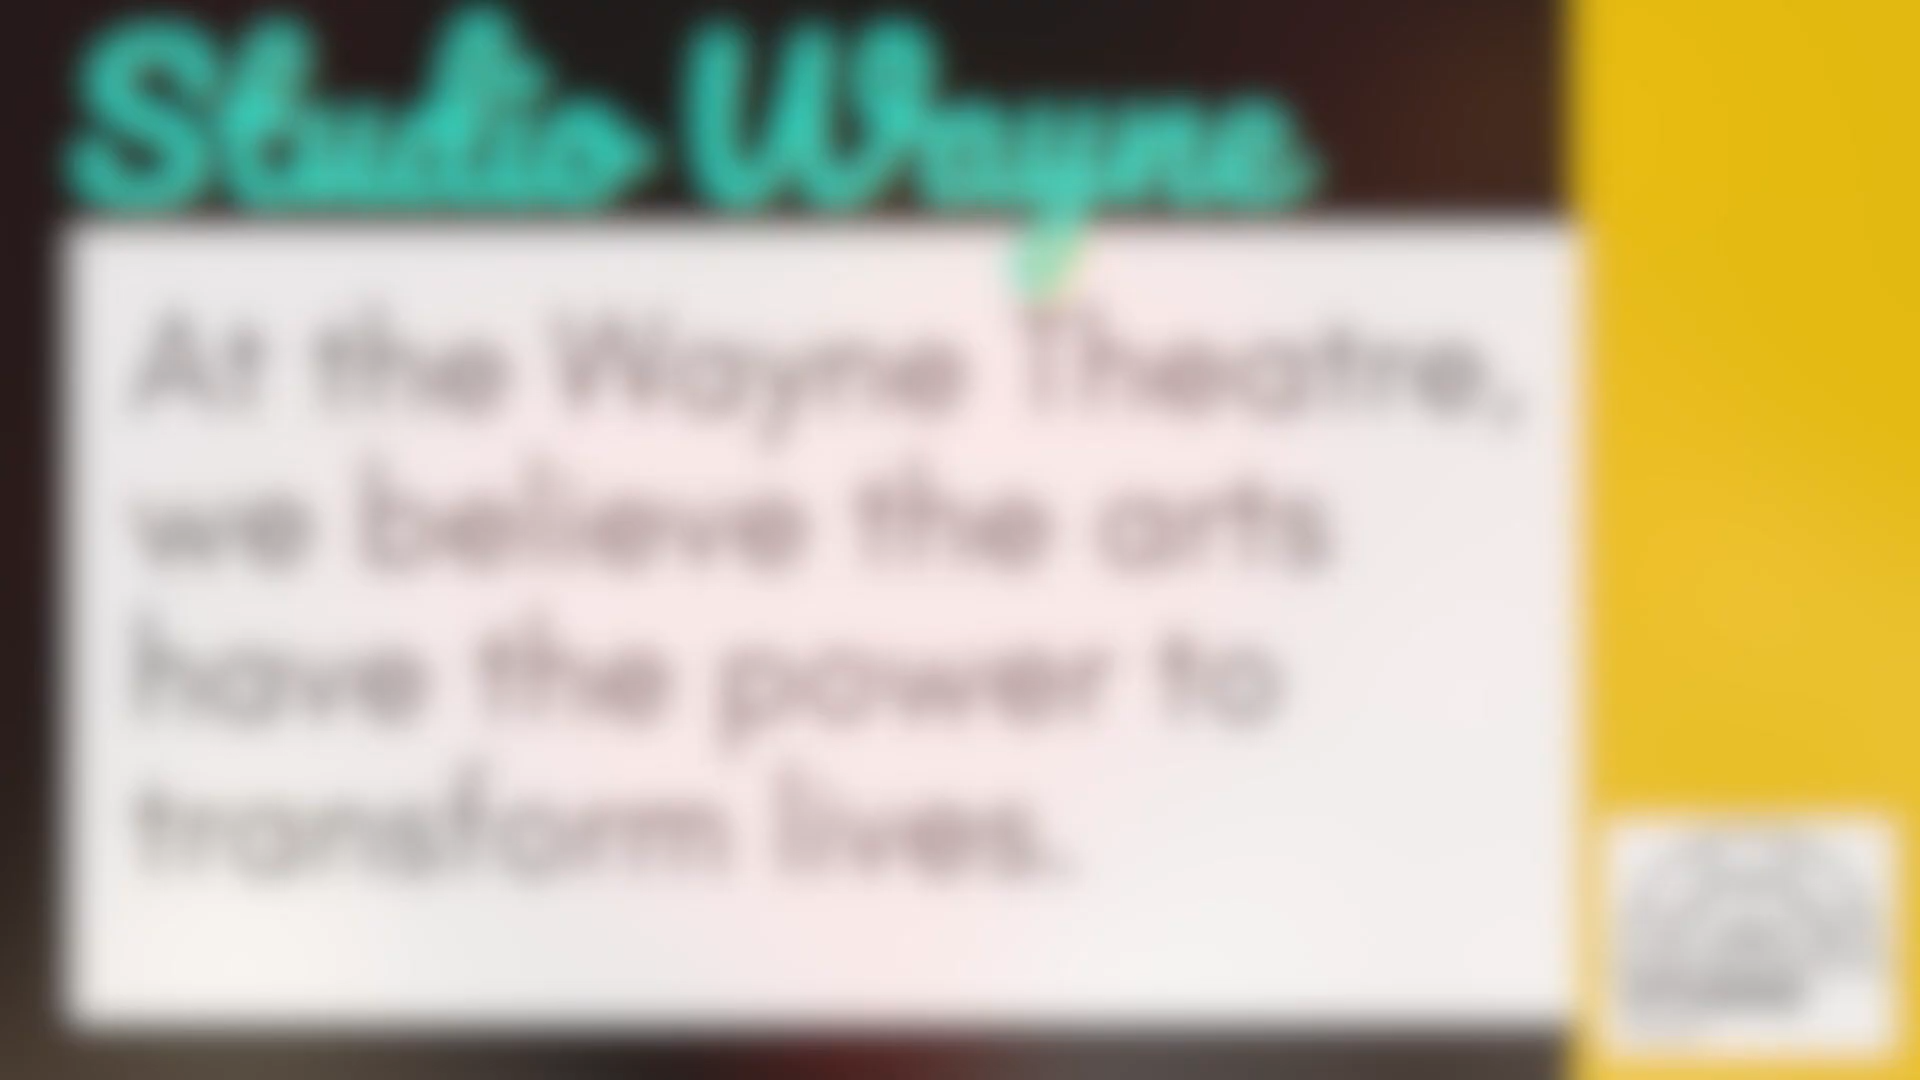 Studio Wayne
At the Wayne Theatre,
we believe the arts
have the power to
transform lives.